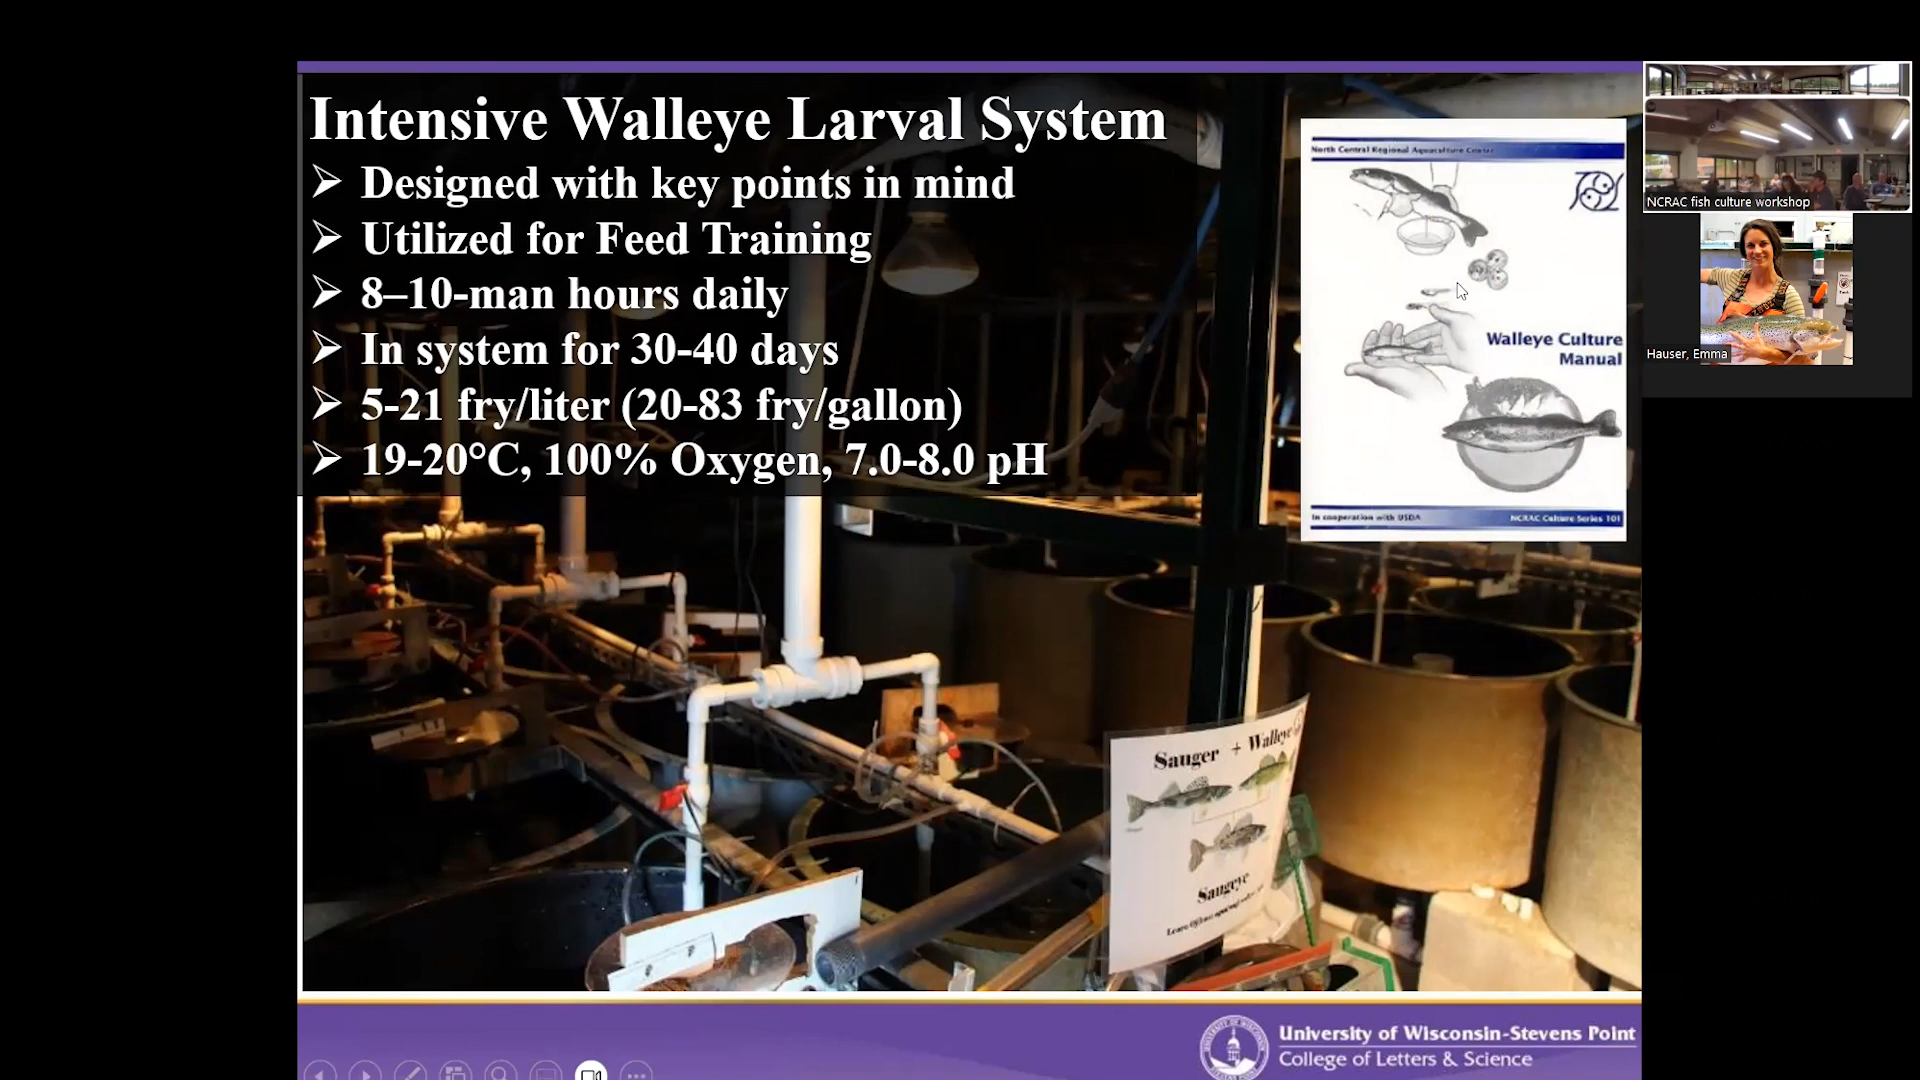 Intensive Walleye Larval System
➢ Designed with key points in mind
➢ Utilized for Feed Training
➢ 8–10-man hours daily
➢ In system for 30-40 days
➢ 5-21 fry/liter (20-83 fry/gallon)
➢ 19-20°C, 100% Oxygen, 7.0-8.0 pH
North Central Regional Aquaculture Center
Walleye Culture
Manual
In cooperation with USDA
NCRAC Culture Series 101
NCRAC fish culture workshop
Hauser, Emma
Sauger + Walleye
Saugeye
University of Wisconsin-Stevens Point
College of Letters & Science